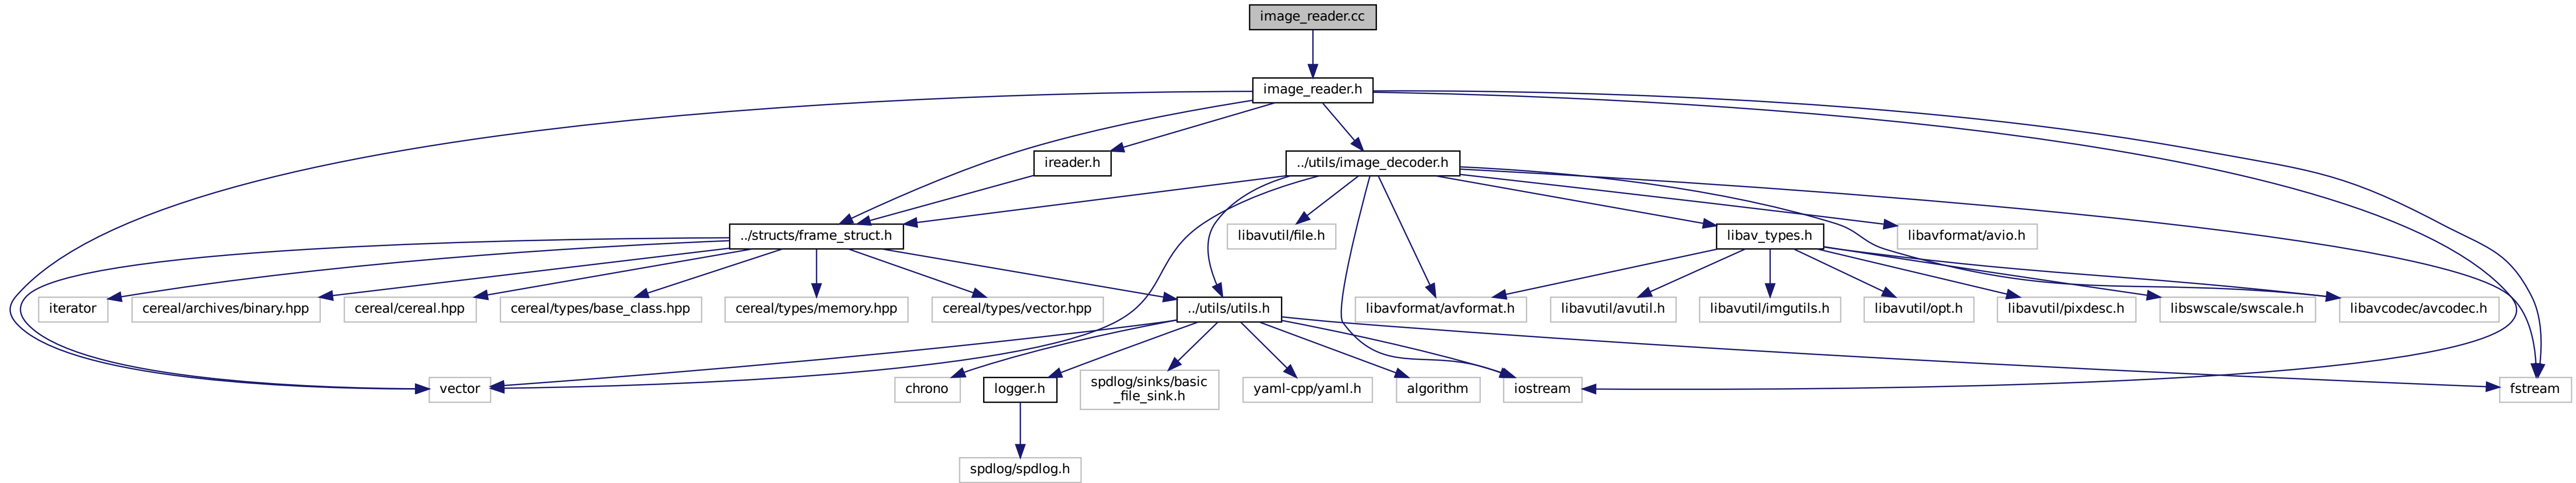 image_reader.cc
image_reader.h
ireader.h
../utils/image_decoder.h
../structs/frame_struct.h
libavutil/file.h
libav_types.h
libavformat/avio.h
iterator
cereal/archives/binary.hpp
cereal/cereal.hpp
cereal/types/base_class.hpp
cereal/types/memory.hpp
cereal/types/vector.hpp
../utils/utils.h
libavformat/avformat.h
libavutil/avutil.h
libavutil/imgutils.h
libavutil/opt.h
libavutil/pixdesc.h
libswscale/swscale.h
libavcodec/avcodec.h
vector
chrono
logger.h
spdlog/sinks/basic
_file_sink.h
yaml-cpp/yaml.h
algorithm
iostream
fstream
spdlog/spdlog.h